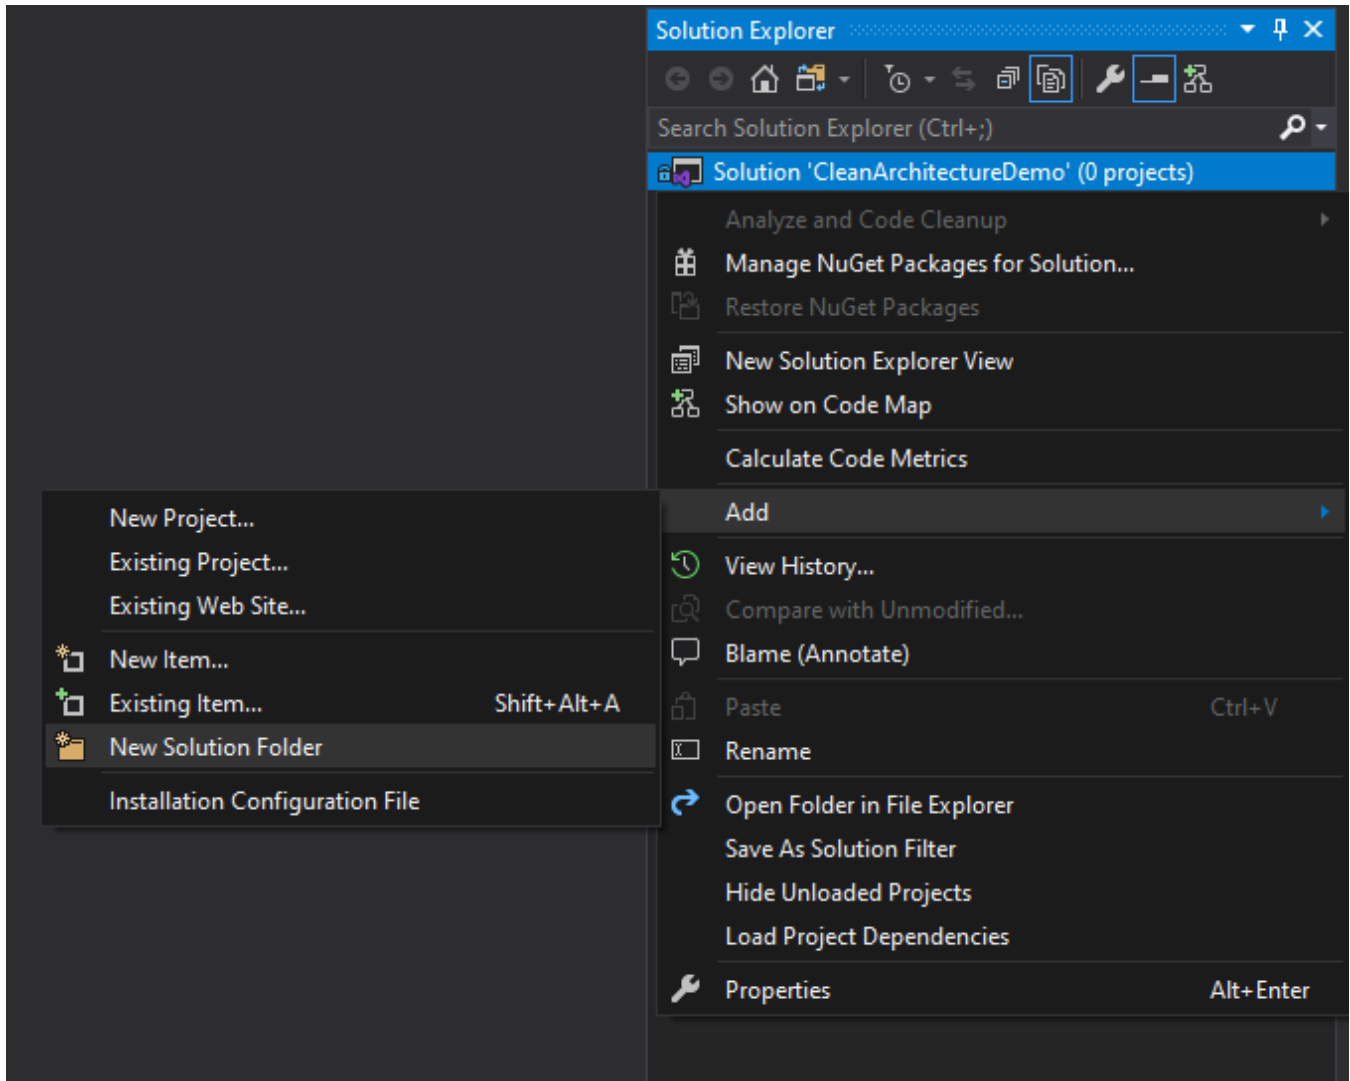 Solution Explorer
Search Solution Explorer (Ctrl+;)
Solution 'CleanArchitectureDemo' (0 projects)
Analyze and Code Cleanup
Manage NuGet Packages for Solution...
Restore NuGet Packages
New Solution Explorer View
Show on Code Map
Calculate Code Metrics
Add
View History...
Compare with Unmodified...
Blame (Annotate)
Paste Ctrl+V
Rename
Open Folder in File Explorer
Save As Solution Filter
Hide Unloaded Projects
Load Project Dependencies
Properties Alt+Enter
New Project...
Existing Project...
Existing Web Site...
New Item...
Existing Item... Shift+Alt+A
New Solution Folder
Installation Configuration File